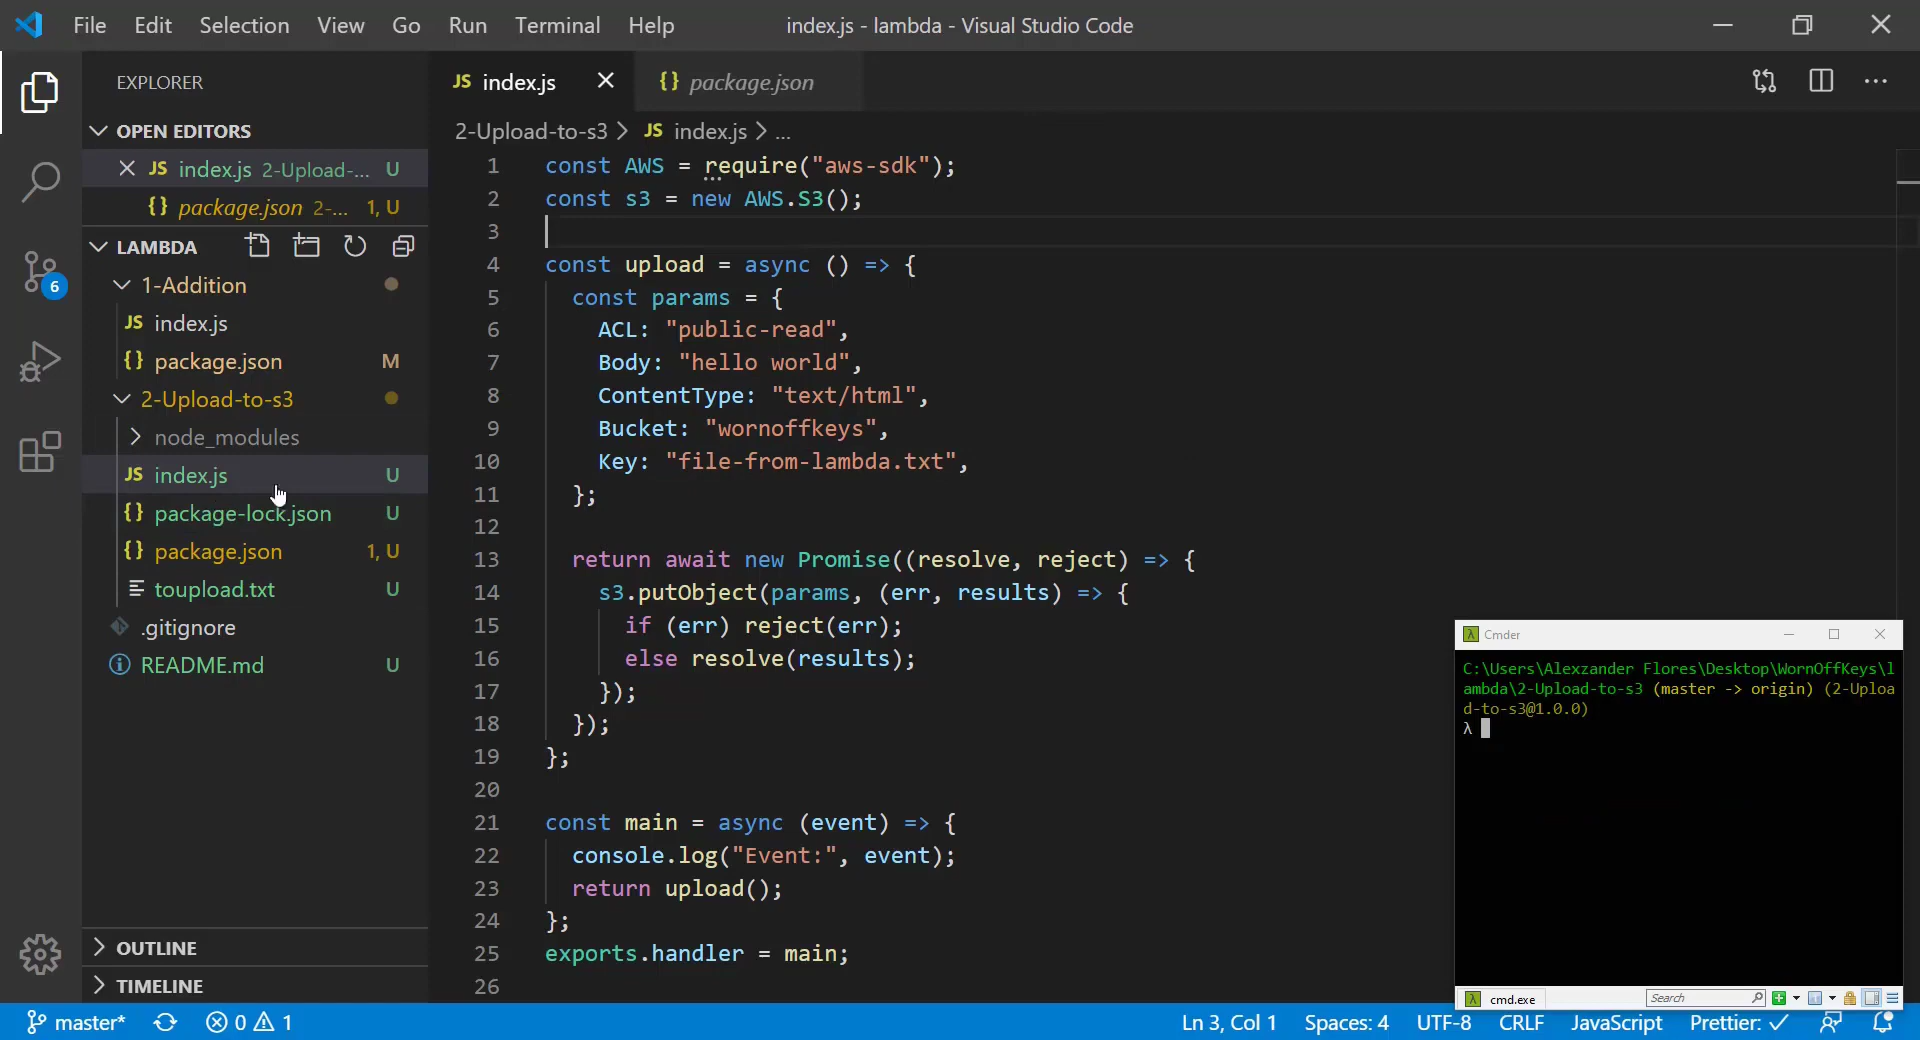 File Edit Selection View Go Run Terminal Help
index.js - lambda - Visual Studio Code
EXPLORER
OPEN EDITORS
JS index.js 2-Upload-... U
{} package.json 2-... 1, U
LAMBDA
1-Addition
JS index.js
{} package.json M
2-Upload-to-s3
node_modules
JS index.js U
{} package-lock.json U
{} package.json 1, U
toupload.txt U
.gitignore
README.md U
OUTLINE
TIMELINE
6
JS index.js
{} package.json
2-Upload-to-s3 > JS index.js > ...
1 const AWS = require("aws-sdk");
2 const s3 = new AWS.S3();
3
4 const upload = async () => {
5 const params = {
6 ACL: "public-read",
7 Body: "hello world",
8 ContentType: "text/html",
9 Bucket: "wornoffkeys",
10 Key: "file-from-lambda.txt",
11 };
12
13 return await new Promise((resolve, reject) => {
14 s3.putObject(params, (err, results) => {
15 if (err) reject(err);
16 else resolve(results);
17 });
18 });
19 };
20
21 const main = async (event) => {
22 console.log("Event:", event);
23 return upload();
24 };
25 exports.handler = main;
26
λ Cmder
C:\Users\Alexzander Flores\Desktop\WornOffKeys\l
ambda\2-Upload-to-s3 (master -> origin) (2-Uploa
d-to-s3@1.0.0)
λ
λ cmd.exe
Search
master* 0 1
Ln 3, Col 1 Spaces: 4 UTF-8 CRLF JavaScript Prettier: ✓